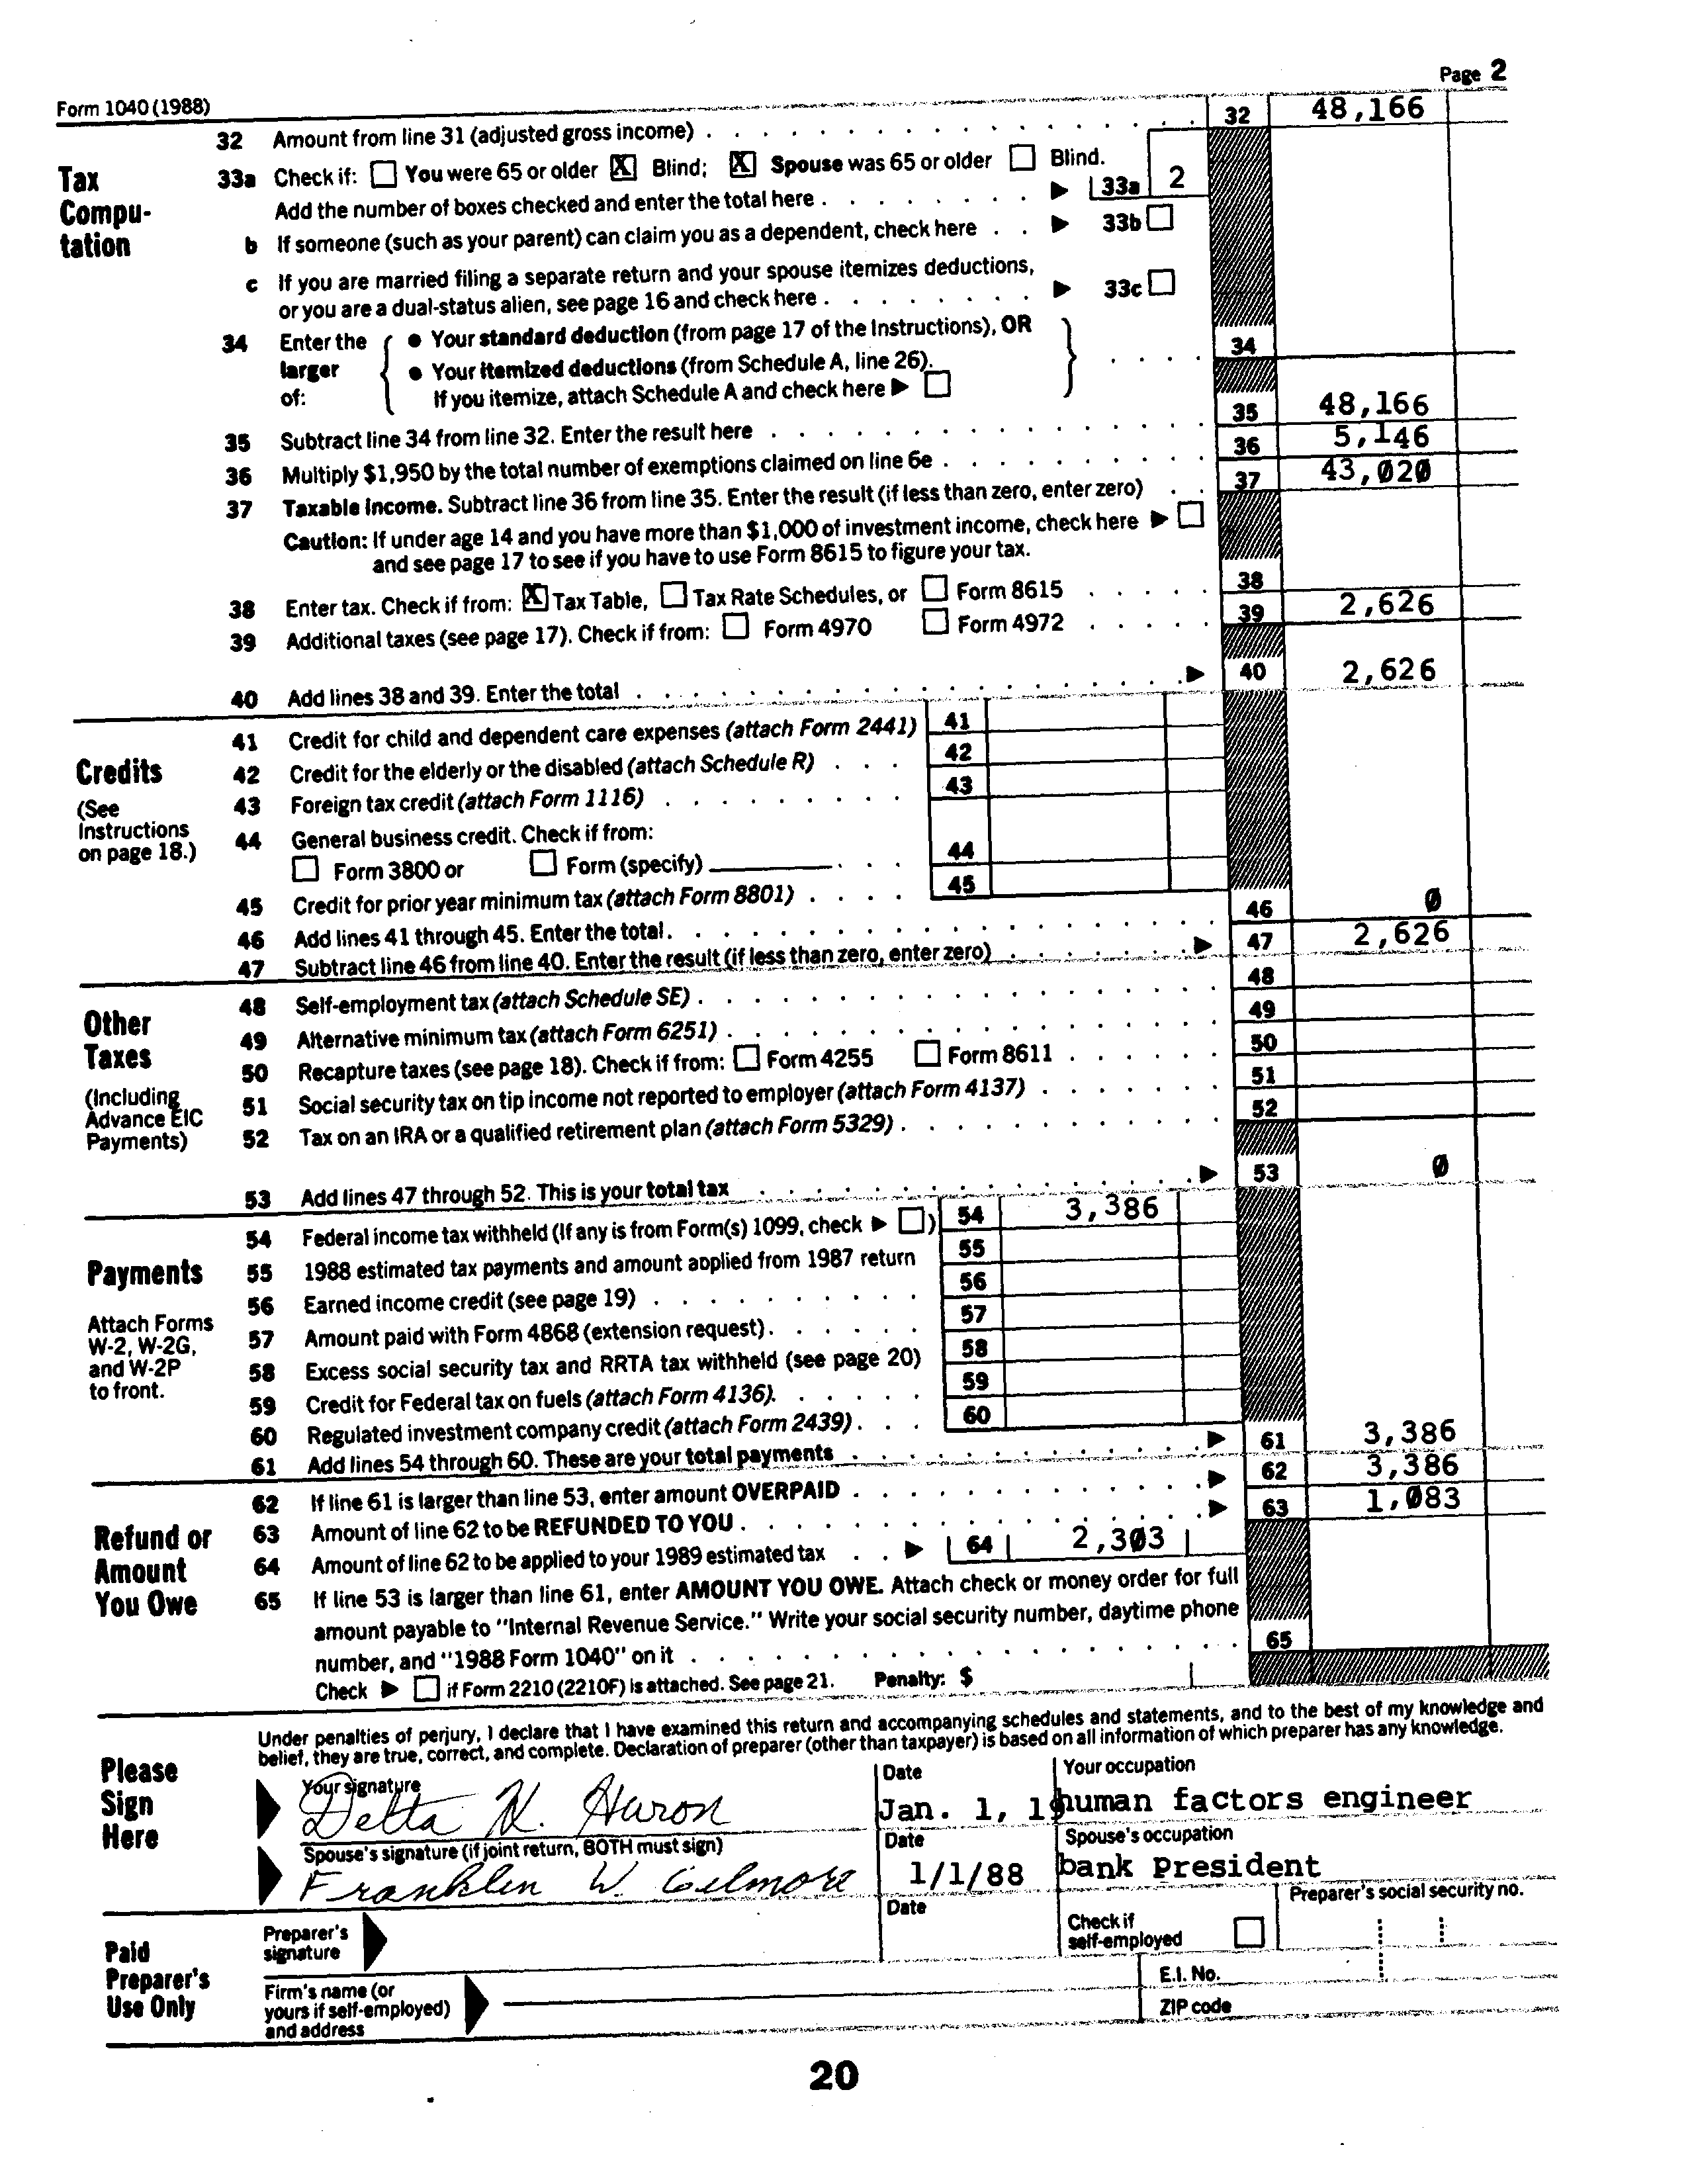 Page 2
Form 1040 (1988)
32 Amount from line 31 (adjusted gross income) . . . . 32 48,166
Tax Compu-tation
33a Check if: ☐ You were 65 or older ☒ Blind; ☒ Spouse was 65 or older ☐ Blind.
Add the number of boxes checked and enter the total here . . . . ▶ 33a 2
b If someone (such as your parent) can claim you as a dependent, check here . . ▶ 33b ☐
c If you are married filing a separate return and your spouse itemizes deductions,
or you are a dual-status alien, see page 16 and check here . . . . ▶ 33c ☐
34 Enter the larger of: { ● Your standard deduction (from page 17 of the Instructions), OR
● Your itemized deductions (from Schedule A, line 26).
If you itemize, attach Schedule A and check here ▶ ☐ } . . . . 34
35 Subtract line 34 from line 32. Enter the result here . . . . 35 48,166
36 Multiply $1,950 by the total number of exemptions claimed on line 6e . . . . 36 5,146
37 Taxable income. Subtract line 36 from line 35. Enter the result (if less than zero, enter zero) . . 37 43,020
Caution: If under age 14 and you have more than $1,000 of investment income, check here ▶ ☐
and see page 17 to see if you have to use Form 8615 to figure your tax.
38 Enter tax. Check if from: ☒ Tax Table, ☐ Tax Rate Schedules, or ☐ Form 8615 . . . . 38
39 Additional taxes (see page 17). Check if from: ☐ Form 4970 ☐ Form 4972 . . . . 39 2,626
40 Add lines 38 and 39. Enter the total . . . . ▶ 40 2,626
Credits
(See Instructions on page 18.)
41 Credit for child and dependent care expenses (attach Form 2441) 41
42 Credit for the elderly or the disabled (attach Schedule R) . . . 42
43 Foreign tax credit (attach Form 1116) . . . . 43
44 General business credit. Check if from:
☐ Form 3800 or ☐ Form (specify) ________ . . . 44
45 Credit for prior year minimum tax (attach Form 8801) . . . . 45
46 Add lines 41 through 45. Enter the total . . . . 46 0
47 Subtract line 46 from line 40. Enter the result (if less than zero, enter zero) . . . . ▶ 47 2,626
Other Taxes
(Including Advance EIC Payments)
48 Self-employment tax (attach Schedule SE) . . . . 48
49 Alternative minimum tax (attach Form 6251) . . . . 49
50 Recapture taxes (see page 18). Check if from: ☐ Form 4255 ☐ Form 8611 . . . . 50
51 Social security tax on tip income not reported to employer (attach Form 4137) . . . . 51
52 Tax on an IRA or a qualified retirement plan (attach Form 5329) . . . . 52
53 Add lines 47 through 52. This is your total tax . . . . ▶ 53 0
Payments
Attach Forms W-2, W-2G, and W-2P to front.
54 Federal income tax withheld (If any is from Form(s) 1099, check ▶ ☐) 54 3,386
55 1988 estimated tax payments and amount applied from 1987 return 55
56 Earned income credit (see page 19) . . . . 56
57 Amount paid with Form 4868 (extension request) . . . . 57
58 Excess social security tax and RRTA tax withheld (see page 20) 58
59 Credit for Federal tax on fuels (attach Form 4136). . . . 59
60 Regulated investment company credit (attach Form 2439) . . . 60
61 Add lines 54 through 60. These are your total payments . . . . ▶ 61 3,386
Refund or Amount You Owe
62 If line 61 is larger than line 53, enter amount OVERPAID . . . . ▶ 62 3,386
63 Amount of line 62 to be REFUNDED TO YOU . . . . ▶ 63 1,083
64 Amount of line 62 to be applied to your 1989 estimated tax . . ▶ 64 2,303
65 If line 53 is larger than line 61, enter AMOUNT YOU OWE. Attach check or money order for full
amount payable to "Internal Revenue Service." Write your social security number, daytime phone
number, and "1988 Form 1040" on it . . . . 65
Check ▶ ☐ if Form 2210 (2210F) is attached. See page 21. Penalty: $
Please Sign Here
Under penalties of perjury, I declare that I have examined this return and accompanying schedules and statements, and to the best of my knowledge and
belief, they are true, correct, and complete. Declaration of preparer (other than taxpayer) is based on all information of which preparer has any knowledge.
Your signature Date Your occupation
Delta N. Huron Jan. 1, 19 human factors engineer
Spouse's signature (if joint return, BOTH must sign) Date Spouse's occupation
Franklin W. Gilmore 1/1/88 bank president
Paid Preparer's Use Only
Preparer's signature Date Check if self-employed ☐ Preparer's social security no.
Firm's name (or yours if self-employed) and address E.I. No.
ZIP code
20